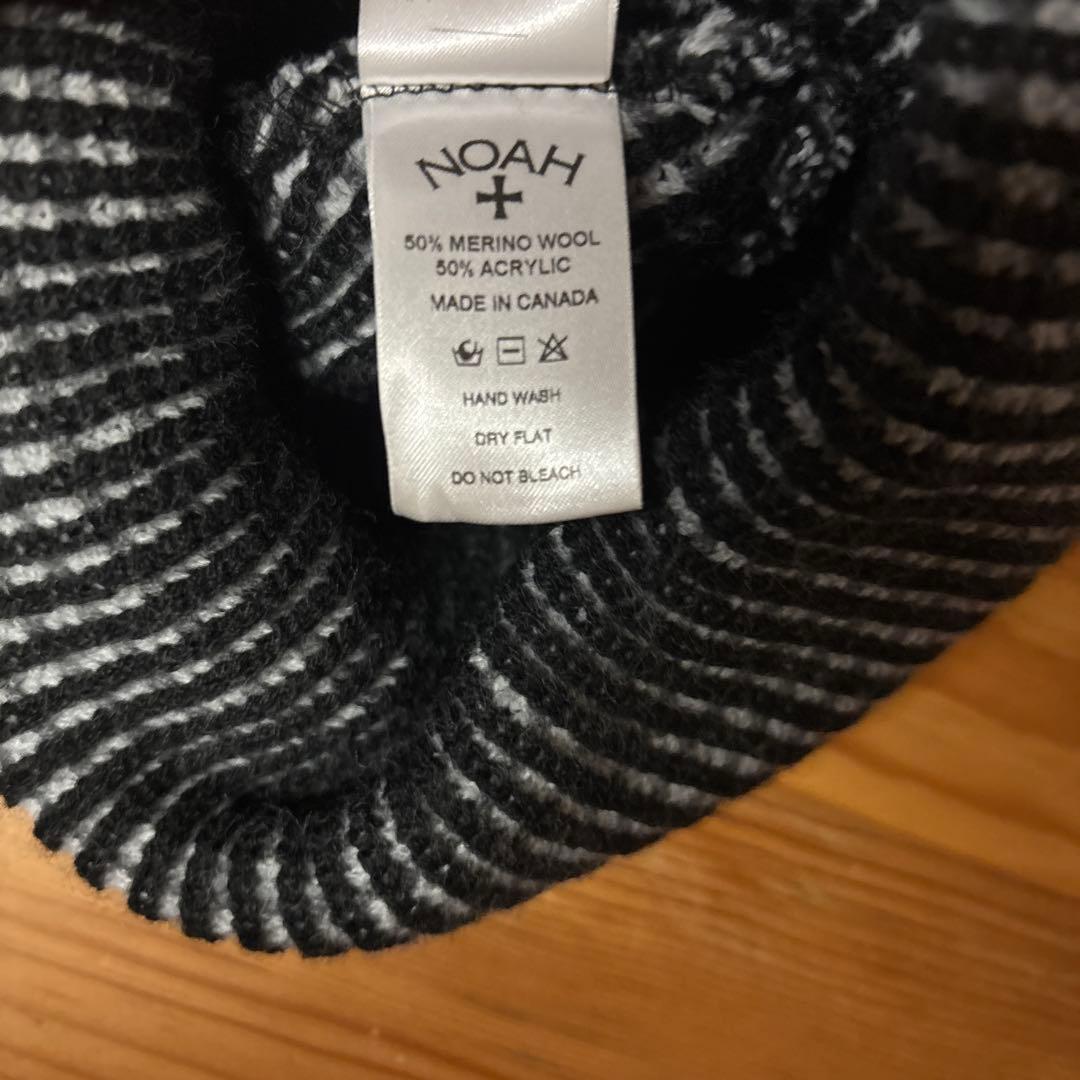 NOAH
50% MERINO WOOL
50% ACRYLIC
MADE IN CANADA
HAND WASH
DRY FLAT
DO NOT BLEACH